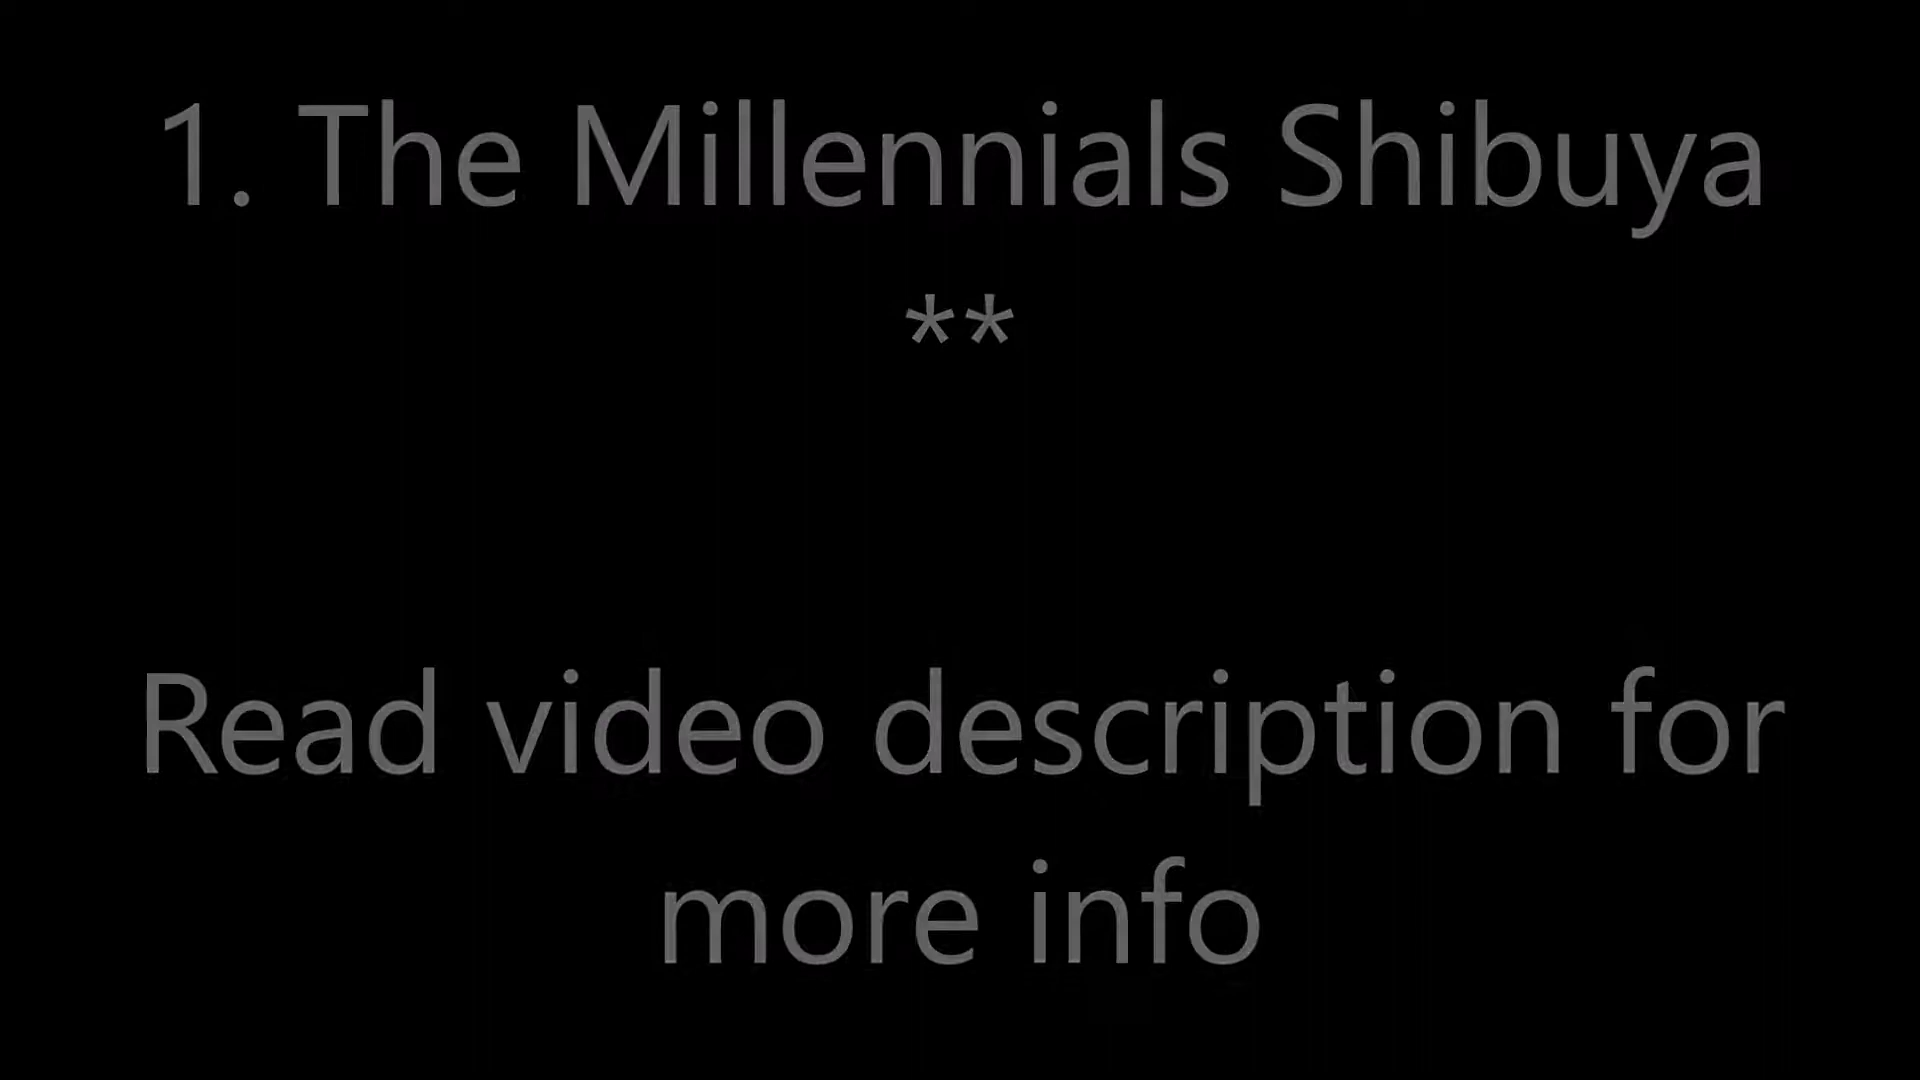 1. The Millennials Shibuya
**
Read video description for
more info